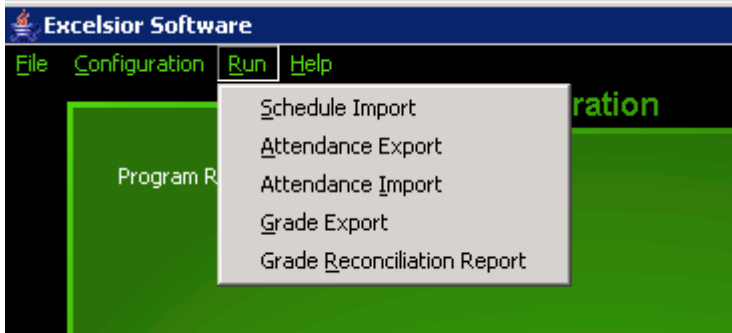 Excelsior Software
File Configuration Run Help
ration
Schedule Import
Attendance Export
Program R
Attendance Import
Grade Export
Grade Reconciliation Report